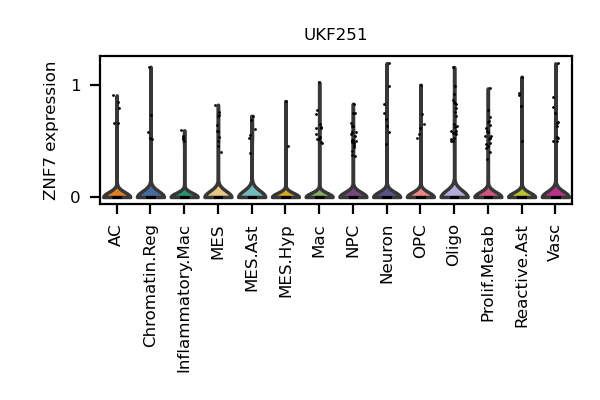 UKF251
ZNF7 expression
1
0
AC
Chromatin.Reg
Inflammatory.Mac
MES
MES.Ast
MES.Hyp
Mac
NPC
Neuron
OPC
Oligo
Prolif.Metab
Reactive.Ast
Vasc